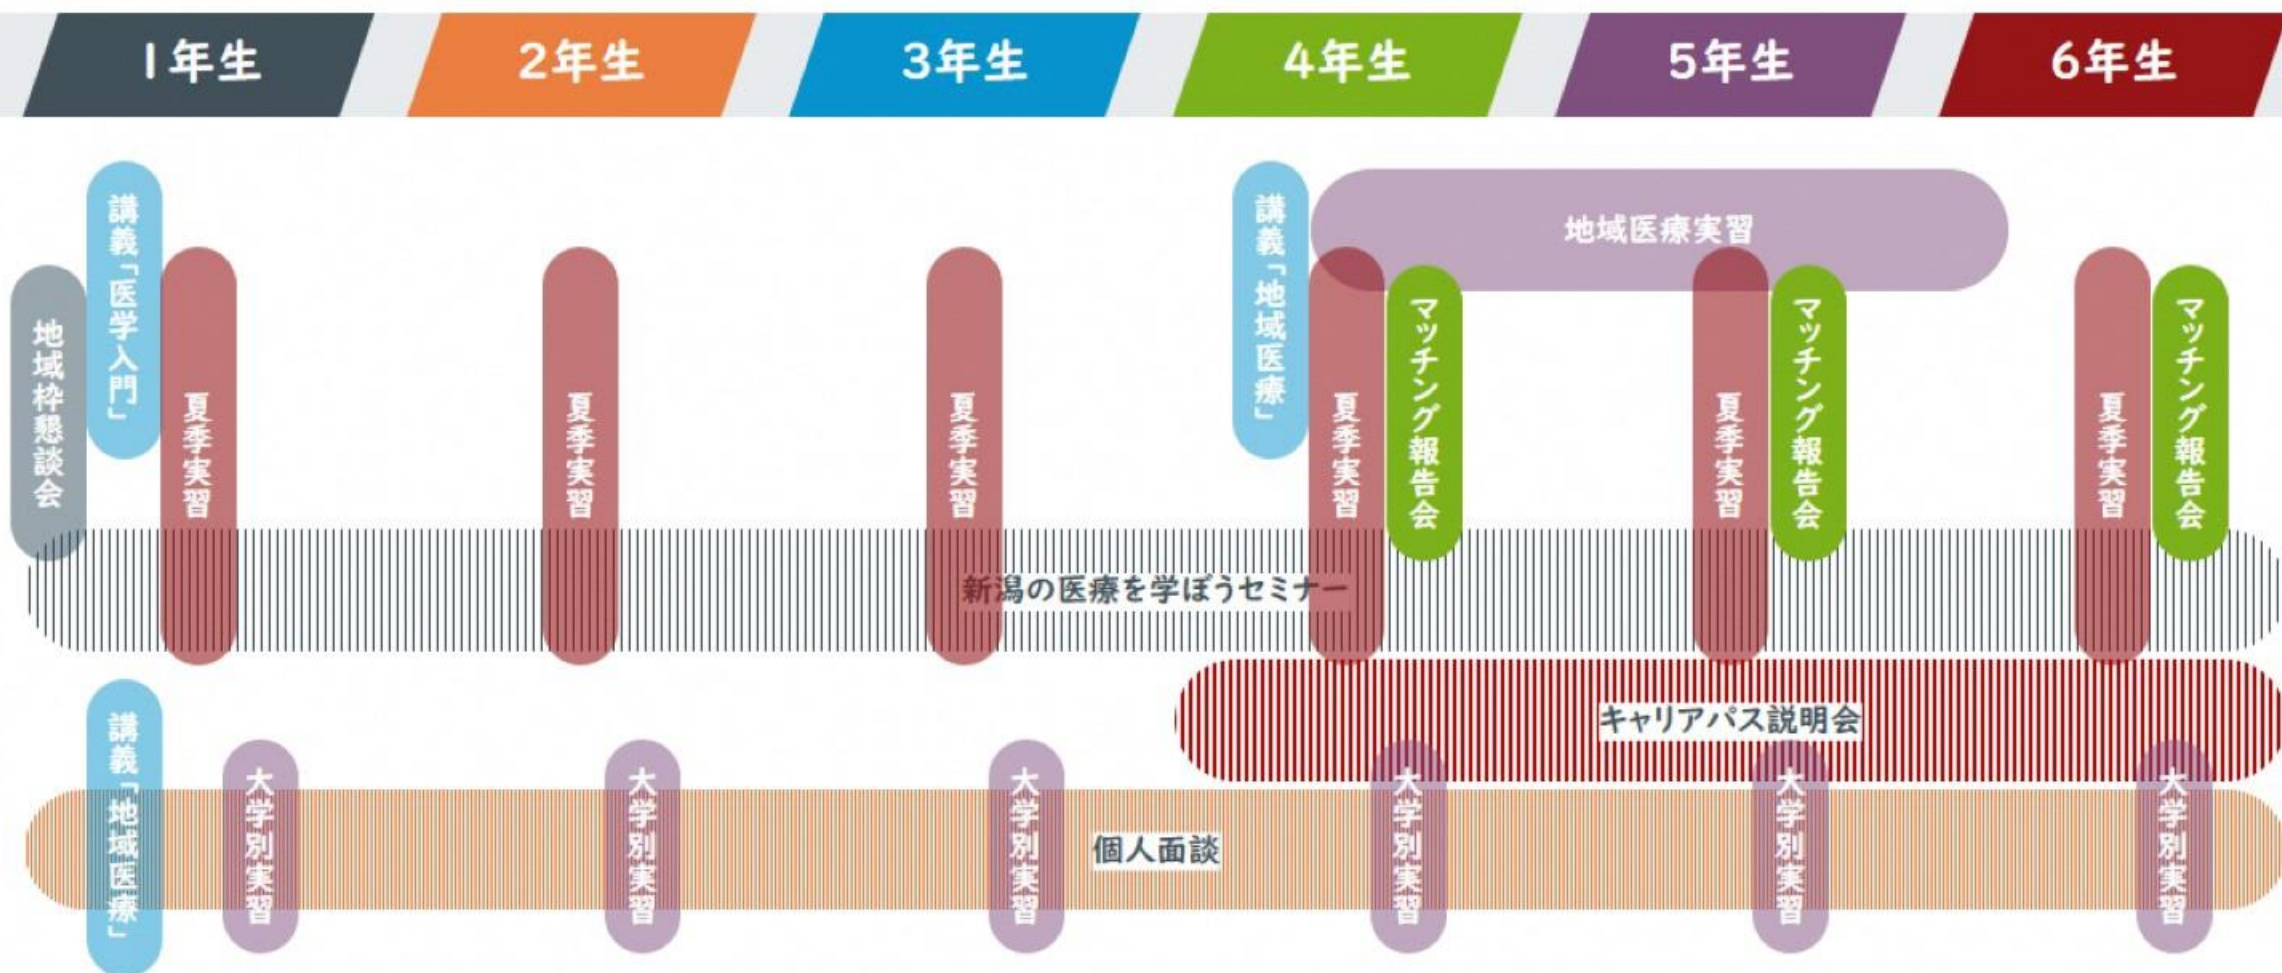 1年生
2年生
3年生
4年生
5年生
6年生
地域枠懇談会
講義「医学入門」
夏季実習
夏季実習
夏季実習
講義「地域医療」
地域医療実習
夏季実習
マッチング報告会
夏季実習
マッチング報告会
夏季実習
マッチング報告会
新潟の医療を学ぼうセミナー
キャリアパス説明会
講義「地域医療」
大学別実習
大学別実習
大学別実習
個人面談
大学別実習
大学別実習
大学別実習